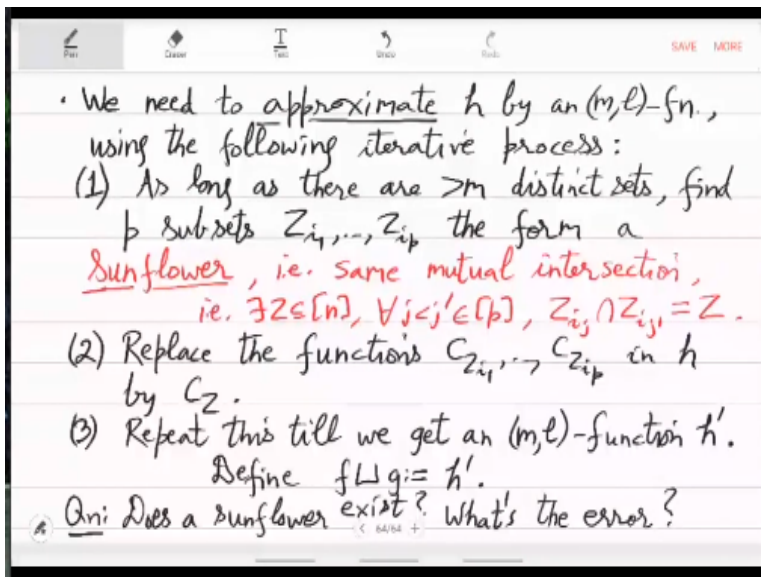 Pen Eraser Text Undo Redo SAVE MORE
· We need to approximate h by an (m,l)-fn.,
using the following iterative process:
(1) As long as there are >m distinct sets, find
p subsets Z_{i_1},..,Z_{i_p} the form a
Sunflower, i.e. same mutual intersection,
i.e. ∃Z⊆[n], ∀j<j'∈[p], Z_{i_j} ∩ Z_{i_{j'}} = Z.
(2) Replace the functions C_{Z_{i_1}},..,C_{Z_{i_p}} in h
by C_Z.
(3) Repeat this till we get an (m,l)-function h'.
Define f⊔g := h'.
Qn: Does a sunflower exist? What's the error?
< 64/64 +